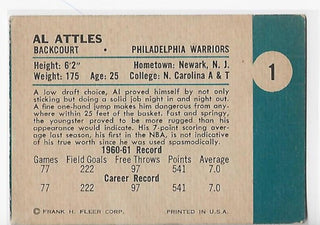 AL ATTLES
BACKCOURT PHILADELPHIA WARRIORS
1
Height: 6'2" Hometown: Newark, N. J.
Weight: 175 Age: 25 College: N. Carolina A & T
A low draft choice, Al proved himself by not only
sticking but doing a solid job night in and night out.
A fine one-hand jump makes him dangerous from any-
where within 25 feet of the basket. Fast and springy,
the youngster proved to be more rugged than his
appearance would indicate. His 7-point scoring aver-
age last season, his first in the NBA, is not indicative
of his true worth since he is known as a clutch player.
1960-61 Record
Games Field Goals Free Throws Points Average
77 222 97 541 7.0
Career Record
77 222 97 541 7.0
© FRANK H. FLEER CORP. PRINTED IN U.S.A.